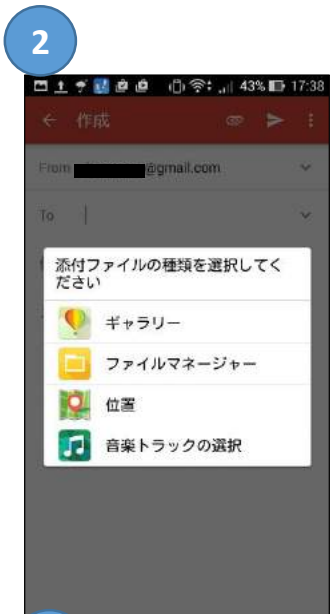 2
43% 17:38
作成
From @gmail.com
To
添付ファイルの種類を選択してく
ださい
ギャラリー
ファイルマネージャー
位置
音楽トラックの選択